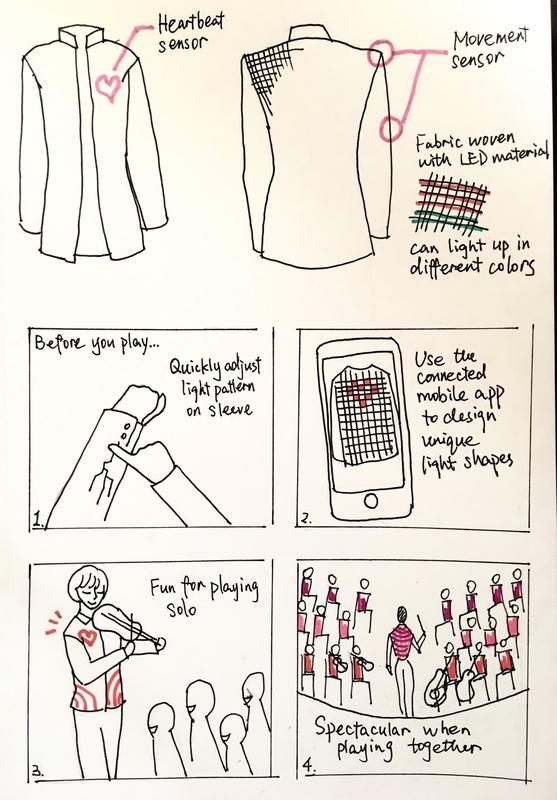 Heartbeat
sensor
Movement
sensor
Fabric woven
with LED material
can light up in
different colors
Before you play...
Quickly adjust
light pattern
on sleeve
1.
Use the
connected
mobile app
to design
unique
light shapes
2.
Fun for playing
solo
3.
Spectacular when
playing together
4.